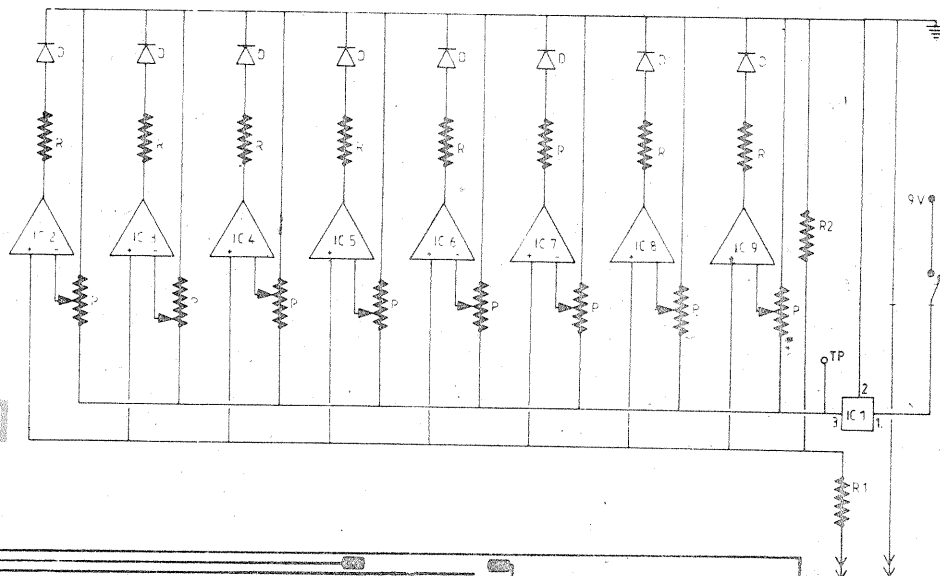 D D D D D D D D
R R R R R R R R
9V
R2
IC 2 IC 3 IC 4 IC 5 IC 6 IC 7 IC 8 IC 9
+ - + - + - + - + - + - + - + -
P P P P P P P P
TP
2
3 IC 1 1
R1